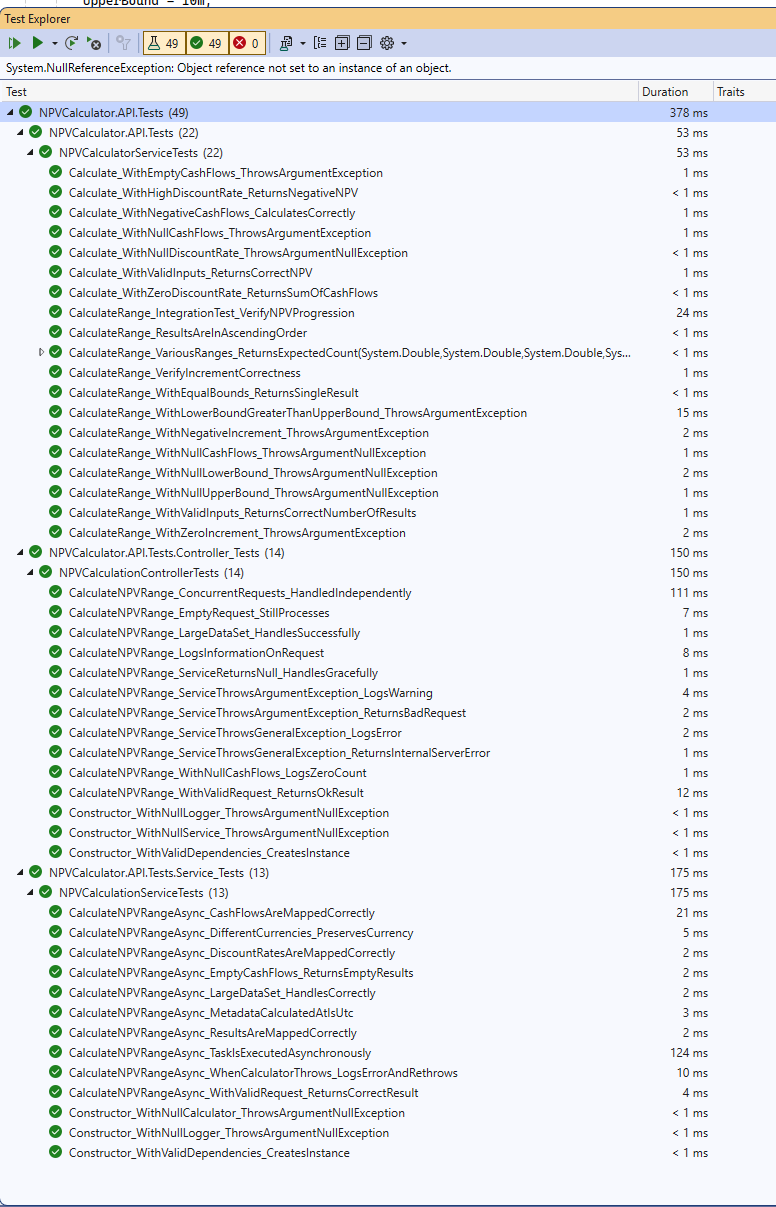 UpperBound = 10m,
Test Explorer
49 49 0
System.NullReferenceException: Object reference not set to an instance of an object.
Test Duration Traits
NPVCalculator.API.Tests (49) 378 ms
NPVCalculator.API.Tests (22) 53 ms
NPVCalculatorServiceTests (22) 53 ms
Calculate_WithEmptyCashFlows_ThrowsArgumentException 1 ms
Calculate_WithHighDiscountRate_ReturnsNegativeNPV < 1 ms
Calculate_WithNegativeCashFlows_CalculatesCorrectly 1 ms
Calculate_WithNullCashFlows_ThrowsArgumentException 1 ms
Calculate_WithNullDiscountRate_ThrowsArgumentNullException < 1 ms
Calculate_WithValidInputs_ReturnsCorrectNPV 1 ms
Calculate_WithZeroDiscountRate_ReturnsSumOfCashFlows < 1 ms
CalculateRange_IntegrationTest_VerifyNPVProgression 24 ms
CalculateRange_ResultsAreInAscendingOrder < 1 ms
CalculateRange_VariousRanges_ReturnsExpectedCount(System.Double,System.Double,System.Double,Sys... < 1 ms
CalculateRange_VerifyIncrementCorrectness 1 ms
CalculateRange_WithEqualBounds_ReturnsSingleResult < 1 ms
CalculateRange_WithLowerBoundGreaterThanUpperBound_ThrowsArgumentException 15 ms
CalculateRange_WithNegativeIncrement_ThrowsArgumentException 2 ms
CalculateRange_WithNullCashFlows_ThrowsArgumentNullException 1 ms
CalculateRange_WithNullLowerBound_ThrowsArgumentNullException 2 ms
CalculateRange_WithNullUpperBound_ThrowsArgumentNullException 1 ms
CalculateRange_WithValidInputs_ReturnsCorrectNumberOfResults 1 ms
CalculateRange_WithZeroIncrement_ThrowsArgumentException 2 ms
NPVCalculator.API.Tests.Controller_Tests (14) 150 ms
NPVCalculationControllerTests (14) 150 ms
CalculateNPVRange_ConcurrentRequests_HandledIndependently 111 ms
CalculateNPVRange_EmptyRequest_StillProcesses 7 ms
CalculateNPVRange_LargeDataSet_HandlesSuccessfully 1 ms
CalculateNPVRange_LogsInformationOnRequest 8 ms
CalculateNPVRange_ServiceReturnsNull_HandlesGracefully 1 ms
CalculateNPVRange_ServiceThrowsArgumentException_LogsWarning 4 ms
CalculateNPVRange_ServiceThrowsArgumentException_ReturnsBadRequest 2 ms
CalculateNPVRange_ServiceThrowsGeneralException_LogsError 2 ms
CalculateNPVRange_ServiceThrowsGeneralException_ReturnsInternalServerError 1 ms
CalculateNPVRange_WithNullCashFlows_LogsZeroCount 1 ms
CalculateNPVRange_WithValidRequest_ReturnsOkResult 12 ms
Constructor_WithNullLogger_ThrowsArgumentNullException < 1 ms
Constructor_WithNullService_ThrowsArgumentNullException < 1 ms
Constructor_WithValidDependencies_CreatesInstance < 1 ms
NPVCalculator.API.Tests.Service_Tests (13) 175 ms
NPVCalculationServiceTests (13) 175 ms
CalculateNPVRangeAsync_CashFlowsAreMappedCorrectly 21 ms
CalculateNPVRangeAsync_DifferentCurrencies_PreservesCurrency 5 ms
CalculateNPVRangeAsync_DiscountRatesAreMappedCorrectly 2 ms
CalculateNPVRangeAsync_EmptyCashFlows_ReturnsEmptyResults 2 ms
CalculateNPVRangeAsync_LargeDataSet_HandlesCorrectly 2 ms
CalculateNPVRangeAsync_MetadataCalculatedAtIsUtc 3 ms
CalculateNPVRangeAsync_ResultsAreMappedCorrectly 2 ms
CalculateNPVRangeAsync_TaskIsExecutedAsynchronously 124 ms
CalculateNPVRangeAsync_WhenCalculatorThrows_LogsErrorAndRethrows 10 ms
CalculateNPVRangeAsync_WithValidRequest_ReturnsCorrectResult 4 ms
Constructor_WithNullCalculator_ThrowsArgumentNullException < 1 ms
Constructor_WithNullLogger_ThrowsArgumentNullException < 1 ms
Constructor_WithValidDependencies_CreatesInstance < 1 ms